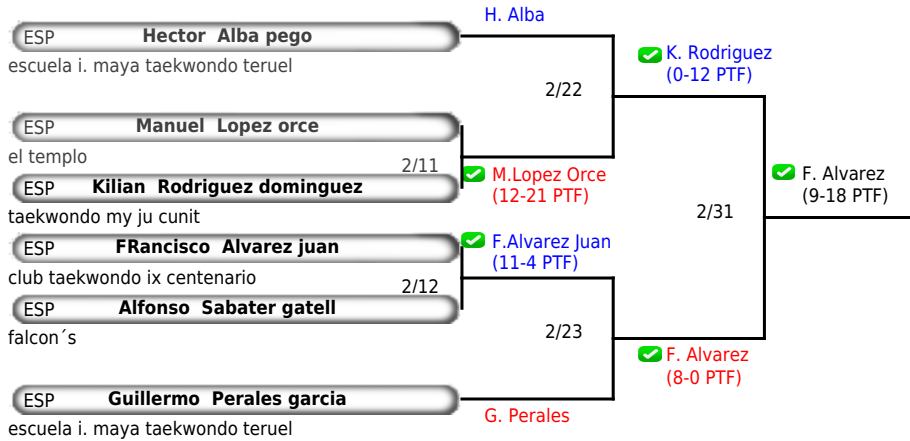 H. Alba
ESP Hector Alba pego
escuela i. maya taekwondo teruel
K. Rodriguez
(0-12 PTF)
2/22
ESP Manuel Lopez orce
el templo
2/11
M.Lopez Orce
(12-21 PTF)
ESP Kilian Rodriguez dominguez
taekwondo my ju cunit
F. Alvarez
(9-18 PTF)
2/31
ESP FRancisco Alvarez juan
club taekwondo ix centenario
F.Alvarez Juan
(11-4 PTF)
2/12
ESP Alfonso Sabater gatell
falcon´s
2/23
F. Alvarez
(8-0 PTF)
ESP Guillermo Perales garcia
escuela i. maya taekwondo teruel
G. Perales